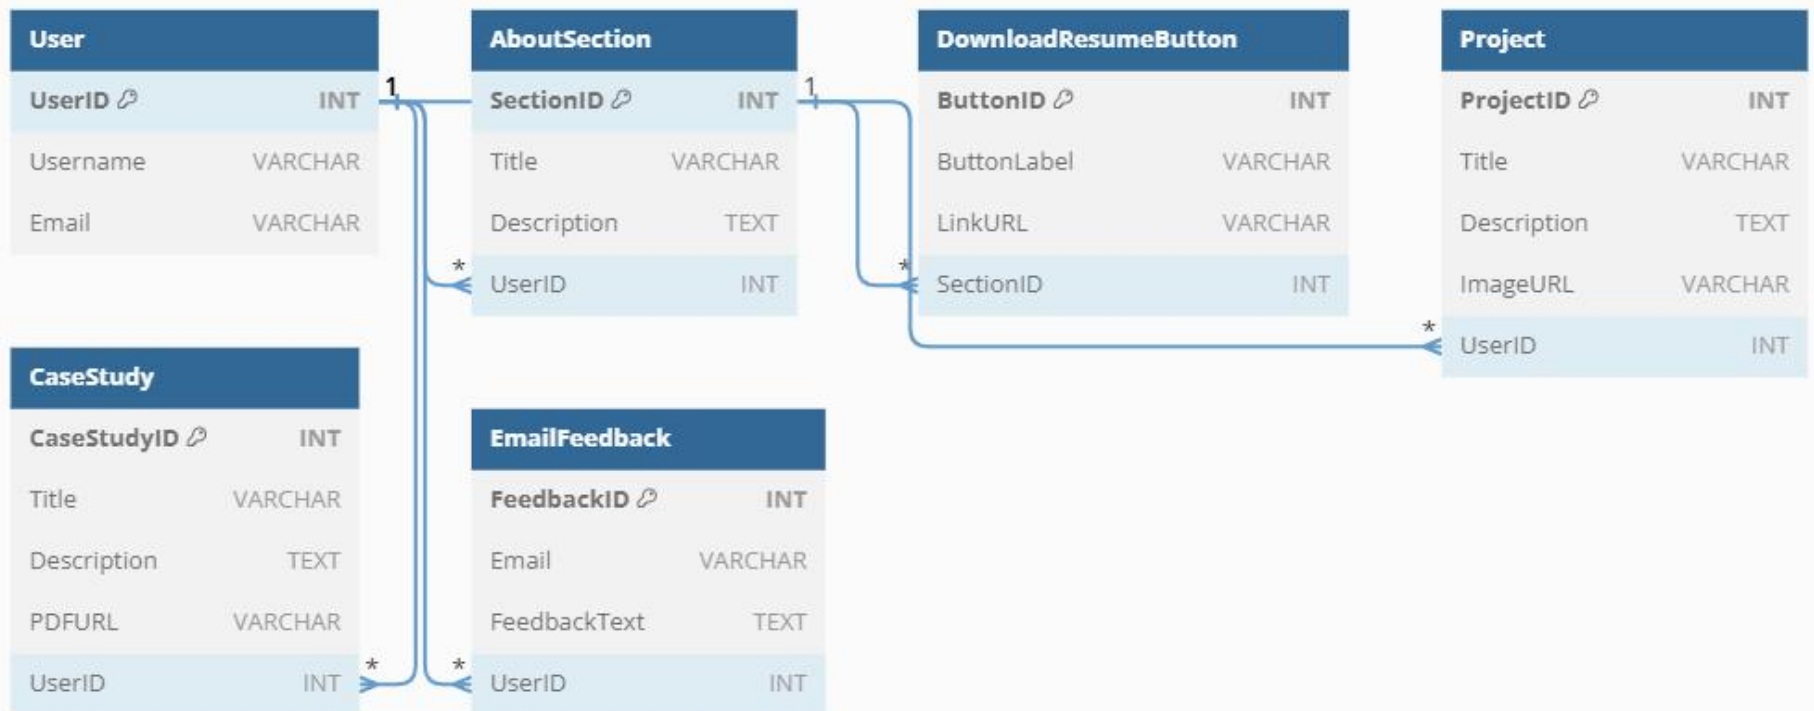 User
UserID INT
Username VARCHAR
Email VARCHAR
1
AboutSection
SectionID INT
Title VARCHAR
Description TEXT
* UserID INT
1
DownloadResumeButton
ButtonID INT
ButtonLabel VARCHAR
LinkURL VARCHAR
* SectionID INT
Project
ProjectID INT
Title VARCHAR
Description TEXT
ImageURL VARCHAR
* UserID INT
CaseStudy
CaseStudyID INT
Title VARCHAR
Description TEXT
PDFURL VARCHAR
UserID INT *
EmailFeedback
FeedbackID INT
Email VARCHAR
FeedbackText TEXT
* UserID INT